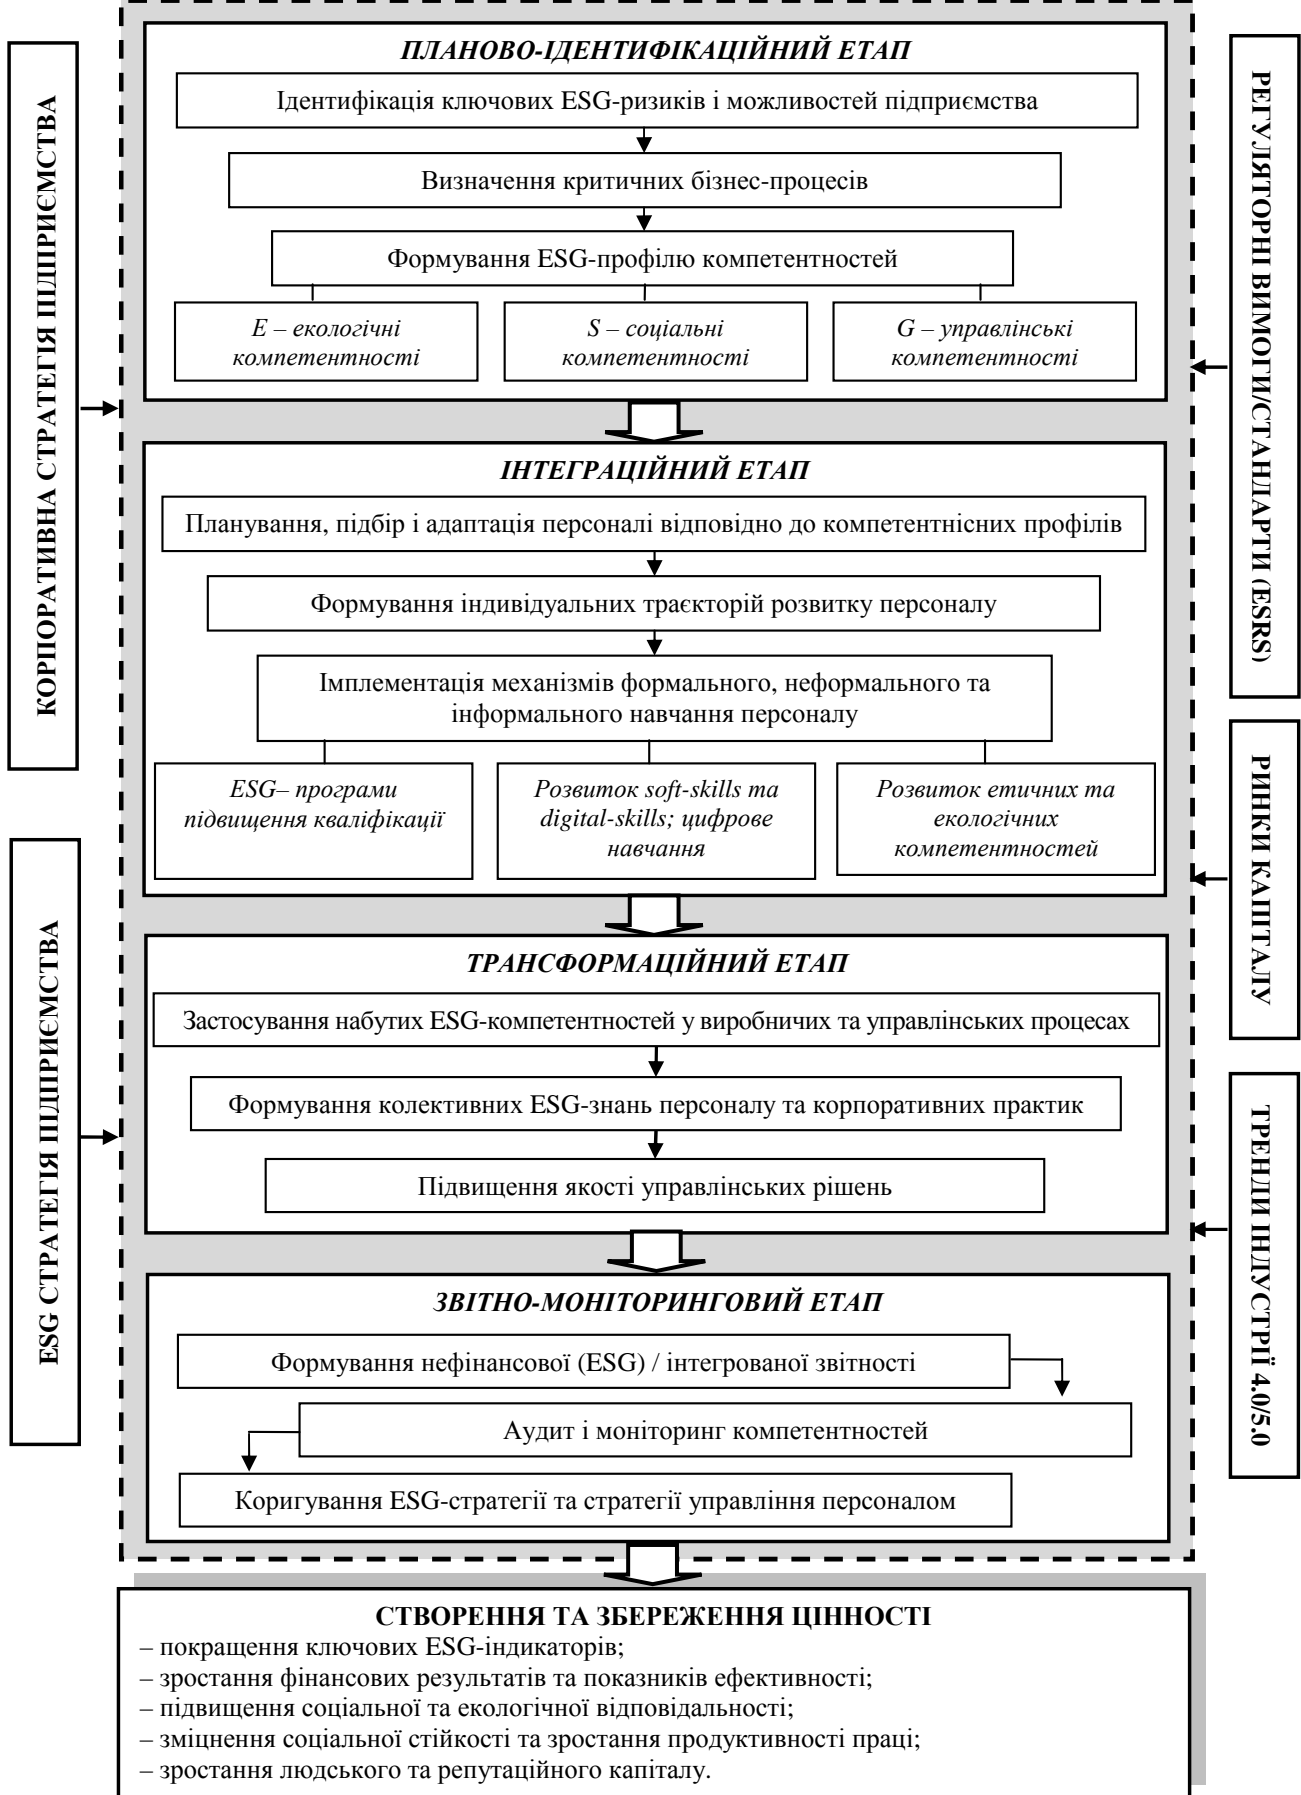 КОРПОРАТИВНА СТРАТЕГІЯ ПІДПРИЄМСТВА
ESG СТРАТЕГІЯ ПІДПРИЄМСТВА
ПЛАНОВО-ІДЕНТИФІКАЦІЙНИЙ ЕТАП
Ідентифікація ключових ESG-ризиків і можливостей підприємства
Визначення критичних бізнес-процесів
Формування ESG-профілю компетентностей
E – екологічні
компетентності
S – соціальні
компетентності
G – управлінські
компетентності
ІНТЕГРАЦІЙНИЙ ЕТАП
Планування, підбір і адаптація персоналі відповідно до компетентнісних профілів
Формування індивідуальних траєкторій розвитку персоналу
Імплементація механізмів формального, неформального та
інформального навчання персоналу
ESG– програми
підвищення кваліфікації
Розвиток soft-skills та
digital-skills; цифрове
навчання
Розвиток етичних та
екологічних
компетентностей
ТРАНСФОРМАЦІЙНИЙ ЕТАП
Застосування набутих ESG-компетентностей у виробничих та управлінських процесах
Формування колективних ESG-знань персоналу та корпоративних практик
Підвищення якості управлінських рішень
ЗВІТНО-МОНІТОРИНГОВИЙ ЕТАП
Формування нефінансової (ESG) / інтегрованої звітності
Аудит і моніторинг компетентностей
Коригування ESG-стратегії та стратегії управління персоналом
РЕГУЛЯТОРНІ ВИМОГИ/СТАНДАРТИ (ESRS)
РИНКИ КАПІТАЛУ
ТРЕНДИ ІНДУСТРІЇ 4.0/5.0
СТВОРЕННЯ ТА ЗБЕРЕЖЕННЯ ЦІННОСТІ
– покращення ключових ESG-індикаторів;
– зростання фінансових результатів та показників ефективності;
– підвищення соціальної та екологічної відповідальності;
– зміцнення соціальної стійкості та зростання продуктивності праці;
– зростання людського та репутаційного капіталу.